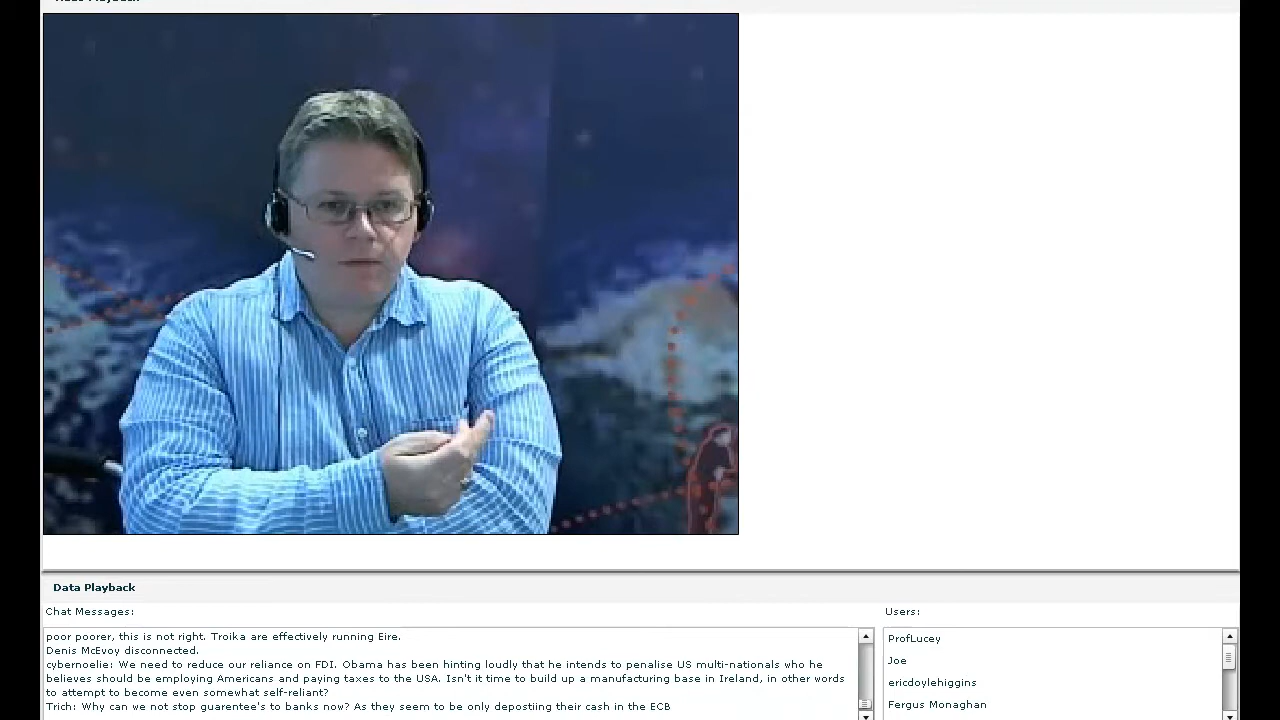 Data Playback
Chat Messages:
Users:
poor poorer, this is not right. Troika are effectively running Eire.
Denis McEvoy disconnected.
cybernoelie: We need to reduce our reliance on FDI. Obama has been hinting loudly that he intends to penalise US multi-nationals who he
believes should be employing Americans and paying taxes to the USA. Isn't it time to build up a manufacturing base in Ireland, in other words
to attempt to become even somewhat self-reliant?
Trich: Why can we not stop guarentee's to banks now? As they seem to be only depostiing their cash in the ECB
ProfLucey
Joe
ericdoylehiggins
Fergus Monaghan